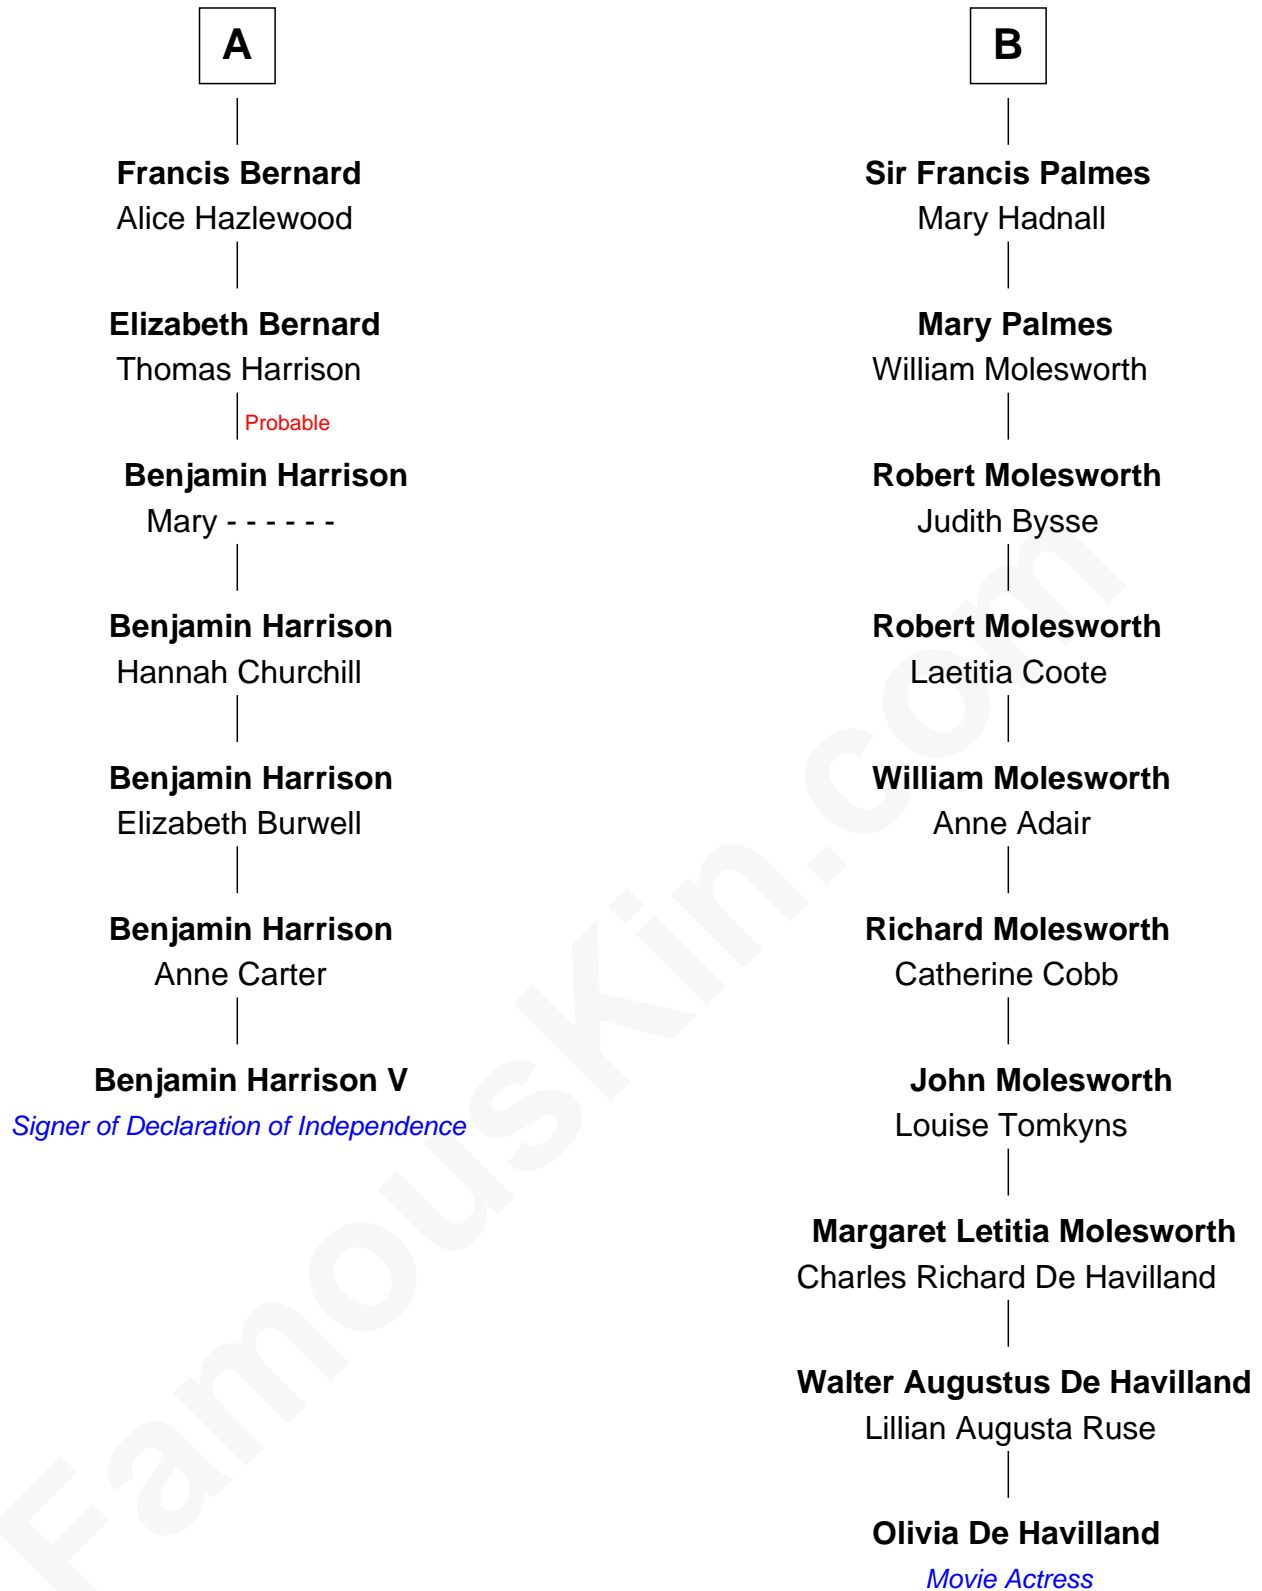 A
Francis Bernard
Alice Hazlewood
Elizabeth Bernard
Thomas Harrison
Probable
Benjamin Harrison
Mary - - - - - -
Benjamin Harrison
Hannah Churchill
Benjamin Harrison
Elizabeth Burwell
Benjamin Harrison
Anne Carter
Benjamin Harrison V
Signer of Declaration of Independence
B
Sir Francis Palmes
Mary Hadnall
Mary Palmes
William Molesworth
Robert Molesworth
Judith Bysse
Robert Molesworth
Laetitia Coote
William Molesworth
Anne Adair
Richard Molesworth
Catherine Cobb
John Molesworth
Louise Tomkyns
Margaret Letitia Molesworth
Charles Richard De Havilland
Walter Augustus De Havilland
Lillian Augusta Ruse
Olivia De Havilland
Movie Actress
FamousKin.com